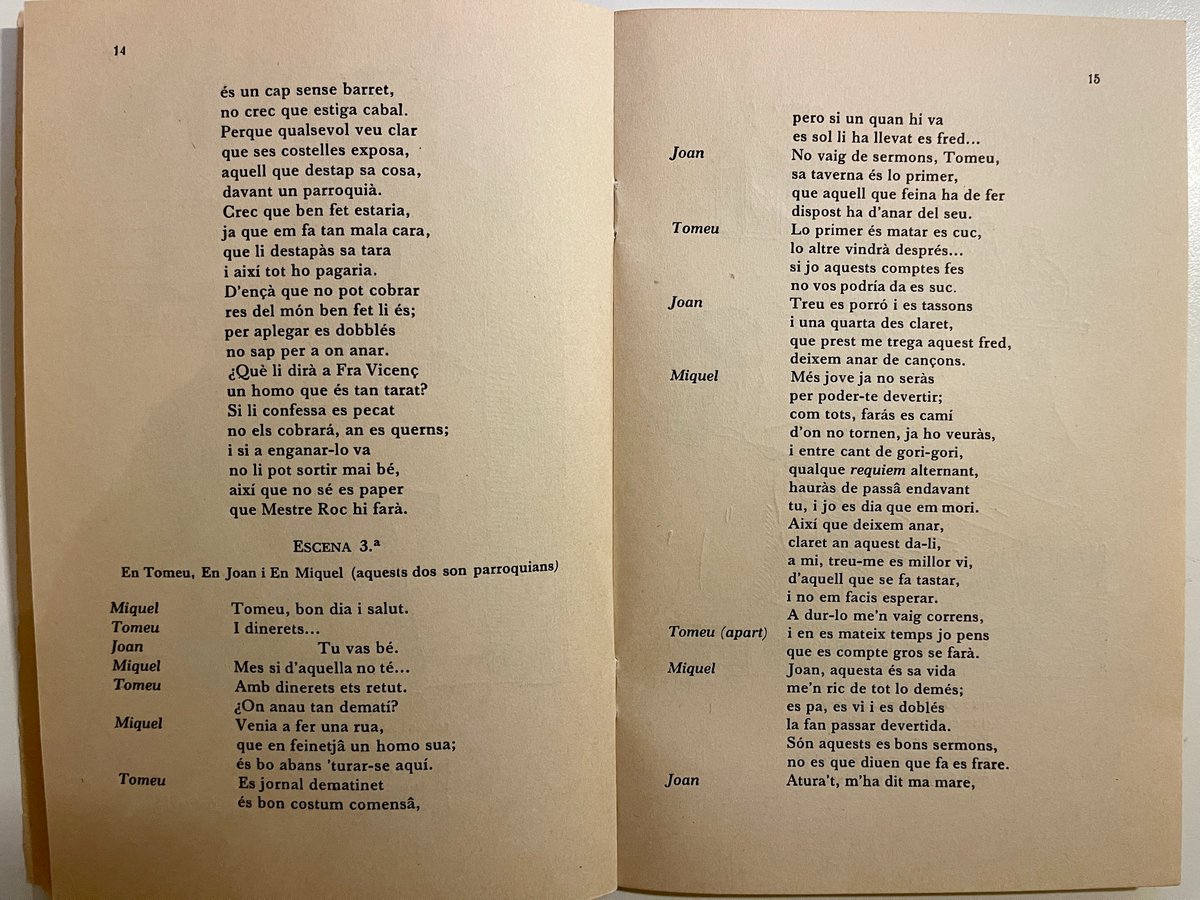 14
és un cap sense barret,
no crec que estiga cabal.
Perque qualsevol veu clar
que ses costelles exposa,
aquell que destap sa cosa,
davant un parroquià.
Crec que ben fet estaria,
ja que em fa tan mala cara,
que li destapàs sa tara
i així tot ho pagaria.
D'ençà que no pot cobrar
res del món ben fet li és;
per aplegar es dobblés
no sap per a on anar.
¿Què li dirà a Fra Vicenç
un homo que és tan tarat?
Si li confessa es pecat
no els cobrará, an es querns;
i si a enganar-lo va
no li pot sortir mai bé,
així que no sé es paper
que Mestre Roc hi farà.
ESCENA 3.ª
En Tomeu, En Joan i En Miquel (aquests dos son parroquians)
Miquel Tomeu, bon dia i salut.
Tomeu I dinerets...
Joan Tu vas bé.
Miquel Mes si d'aquella no té...
Tomeu Amb dinerets ets retut.
¿On anau tan dematí?
Miquel Venia a fer una rua,
que en feinetjâ un homo sua;
és bo abans 'turar-se aquí.
Tomeu Es jornal dematinet
és bon costum comensâ,
15
pero si un quan hi va
es sol li ha llevat es fred...
Joan No vaig de sermons, Tomeu,
sa taverna és lo primer,
que aquell que feina ha de fer
dispost ha d'anar del seu.
Tomeu Lo primer és matar es cuc,
lo altre vindrà després...
si jo aquests comptes fes
no vos podría da es suc.
Joan Treu es porró i es tassons
i una quarta des claret,
que prest me trega aquest fred,
deixem anar de cançons.
Miquel Més jove ja no seràs
per poder-te devertir;
com tots, farás es camí
d'on no tornen, ja ho veuràs,
i entre cant de gori-gori,
qualque requiem alternant,
hauràs de passâ endavant
tu, i jo es dia que em mori.
Així que deixem anar,
claret an aquest da-li,
a mi, treu-me es millor vi,
d'aquell que se fa tastar,
i no em facis esperar.
A dur-lo me'n vaig correns,
Tomeu (apart) i en es mateix temps jo pens
que es compte gros se farà.
Miquel Joan, aquesta és sa vida
me'n ric de tot lo demés;
es pa, es vi i es doblés
la fan passar devertida.
Són aquests es bons sermons,
no es que diuen que fa es frare.
Joan Atura't, m'ha dit ma mare,